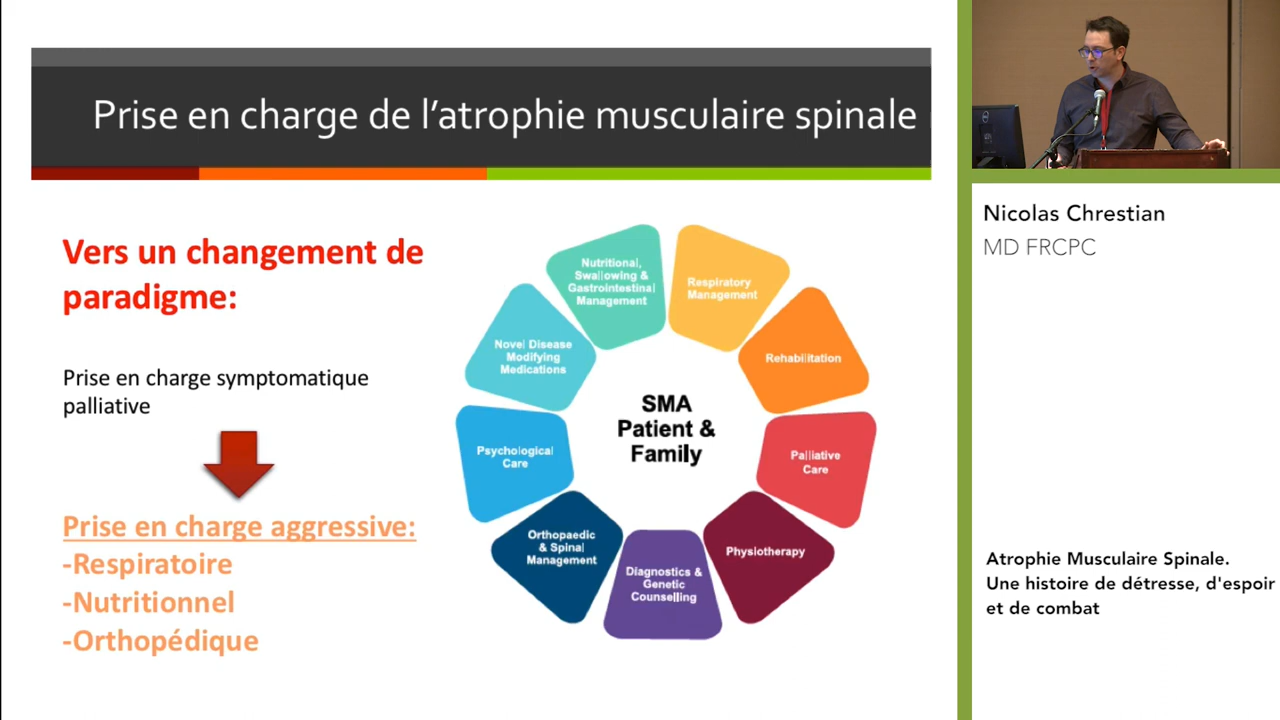 Prise en charge de l'atrophie musculaire spinale
Vers un changement de
paradigme:
Prise en charge symptomatique
palliative
Prise en charge aggressive:
-Respiratoire
-Nutritionnel
-Orthopédique
Nutritional,
Swallowing &
Gastrointestinal
Management
Respiratory
Management
Rehabilitation
Palliative
Care
Physiotherapy
Diagnostics &
Genetic
Counselling
Orthopaedic
& Spinal
Management
Psychological
Care
Novel Disease
Modifying
Medications
SMA
Patient &
Family
Nicolas Chrestian
MD FRCPC
Atrophie Musculaire Spinale.
Une histoire de détresse, d'espoir
et de combat